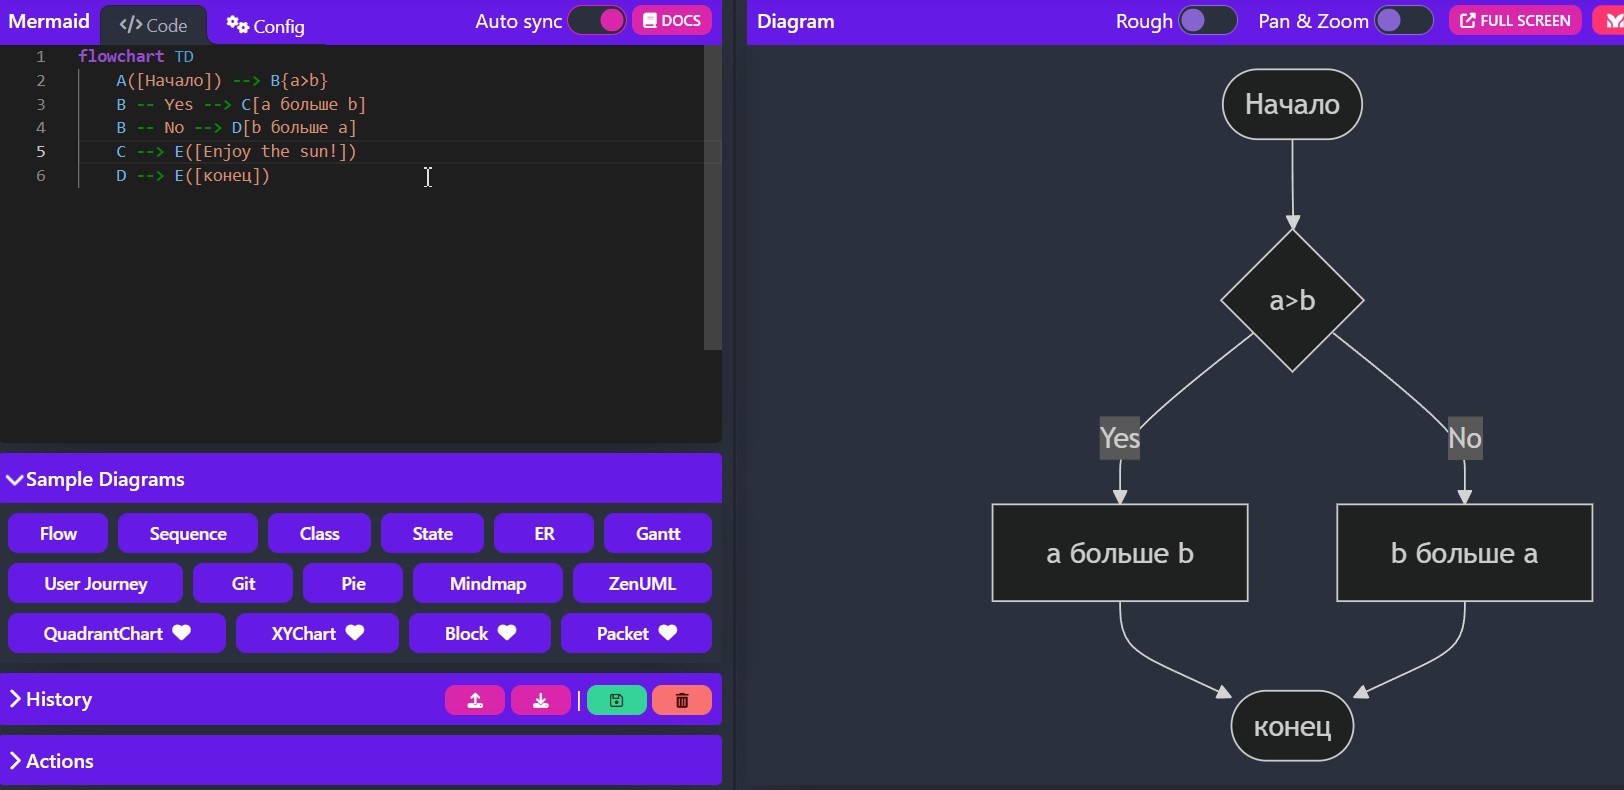 Mermaid </> Code Config Auto sync DOCS
1 flowchart TD
2 A([Начало]) --> B{a>b}
3 B -- Yes --> C[a больше b]
4 B -- No --> D[b больше a]
5 C --> E([Enjoy the sun!])
6 D --> E([конец])
Sample Diagrams
Flow Sequence Class State ER Gantt
User Journey Git Pie Mindmap ZenUML
QuadrantChart XYChart Block Packet
History
Actions
Diagram Rough Pan & Zoom FULL SCREEN
Начало
a>b
Yes No
a больше b b больше a
конец